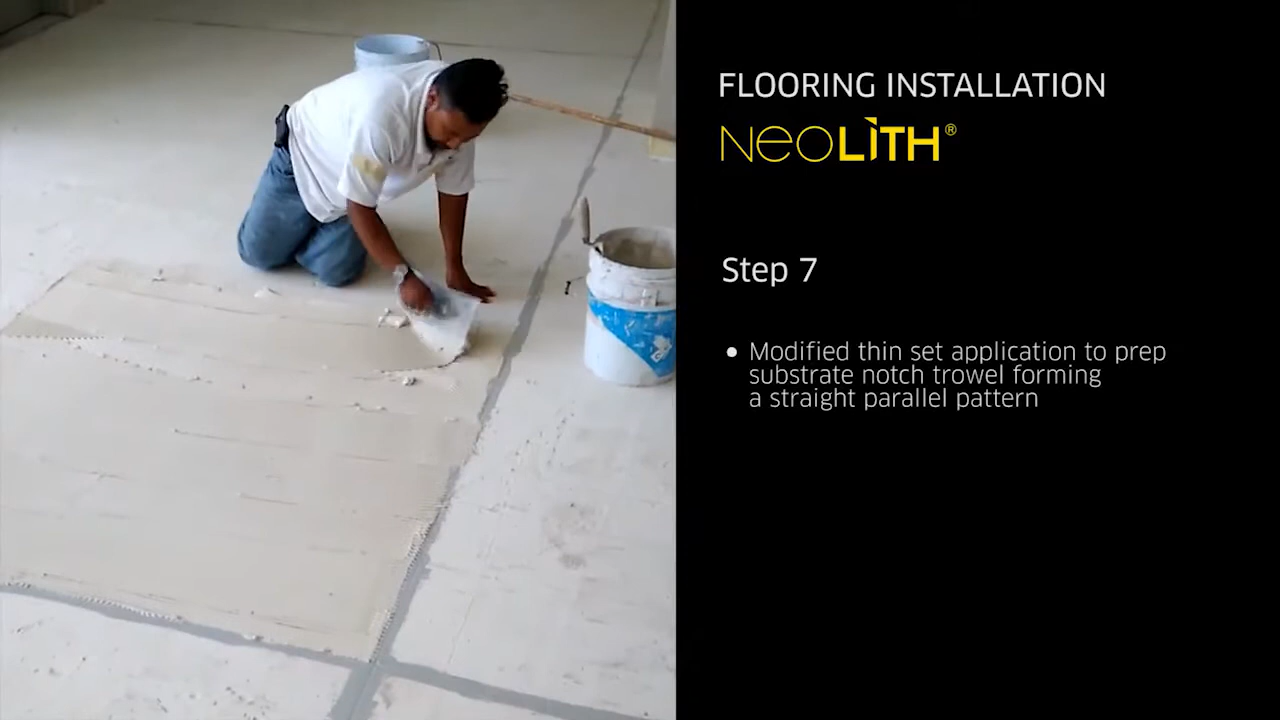 FLOORING INSTALLATION
NEOLITH®
Step 7
• Modified thin set application to prep
substrate notch trowel forming
a straight parallel pattern